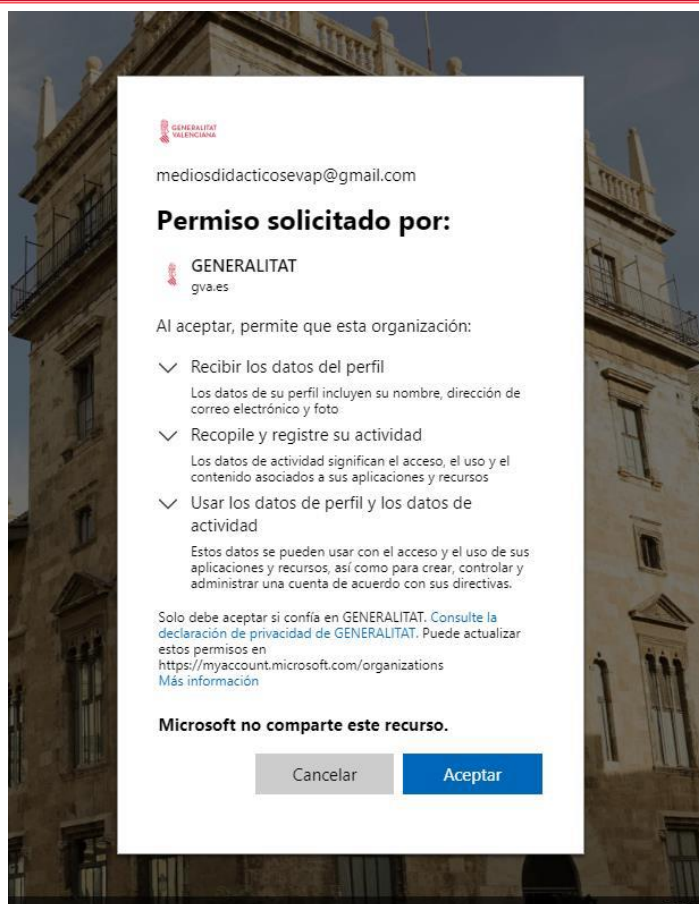 GENERALITAT
VALENCIANA
mediosdidacticosevap@gmail.com
Permiso solicitado por:
GENERALITAT
gva.es
Al aceptar, permite que esta organización:
Recibir los datos del perfil
Los datos de su perfil incluyen su nombre, dirección de
correo electrónico y foto
Recopile y registre su actividad
Los datos de actividad significan el acceso, el uso y el
contenido asociados a sus aplicaciones y recursos
Usar los datos de perfil y los datos de
actividad
Estos datos se pueden usar con el acceso y el uso de sus
aplicaciones y recursos, así como para crear, controlar y
administrar una cuenta de acuerdo con sus directivas.
Solo debe aceptar si confía en GENERALITAT. Consulte la
declaración de privacidad de GENERALITAT. Puede actualizar
estos permisos en
https://myaccount.microsoft.com/organizations
Más información
Microsoft no comparte este recurso.
Cancelar
Aceptar